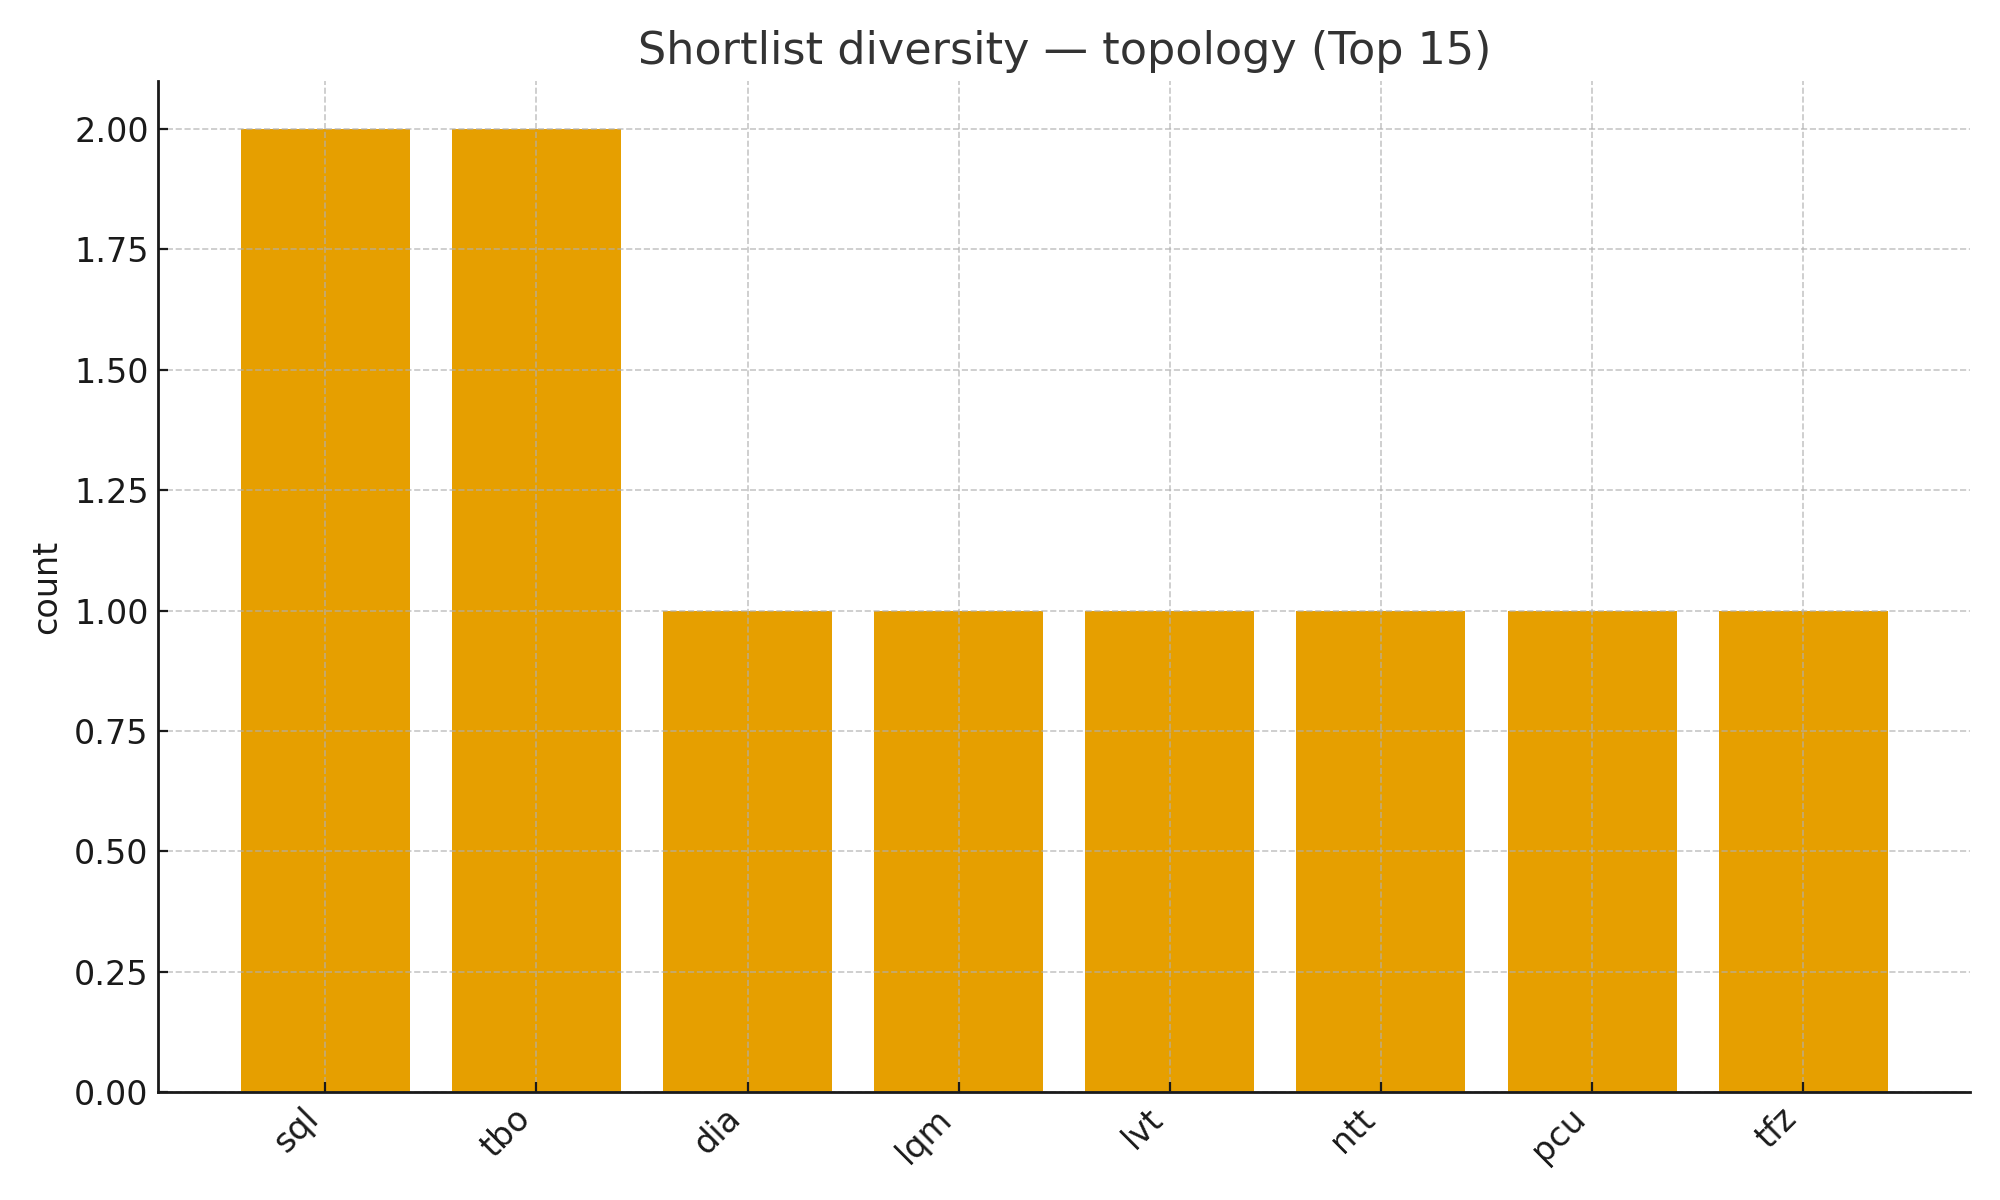 Shortlist diversity — topology (Top 15)
2.00
1.75
1.50
1.25
1.00
0.75
0.50
0.25
0.00
count
sql
tbo
dia
lqm
lvt
ntt
pcu
tfz